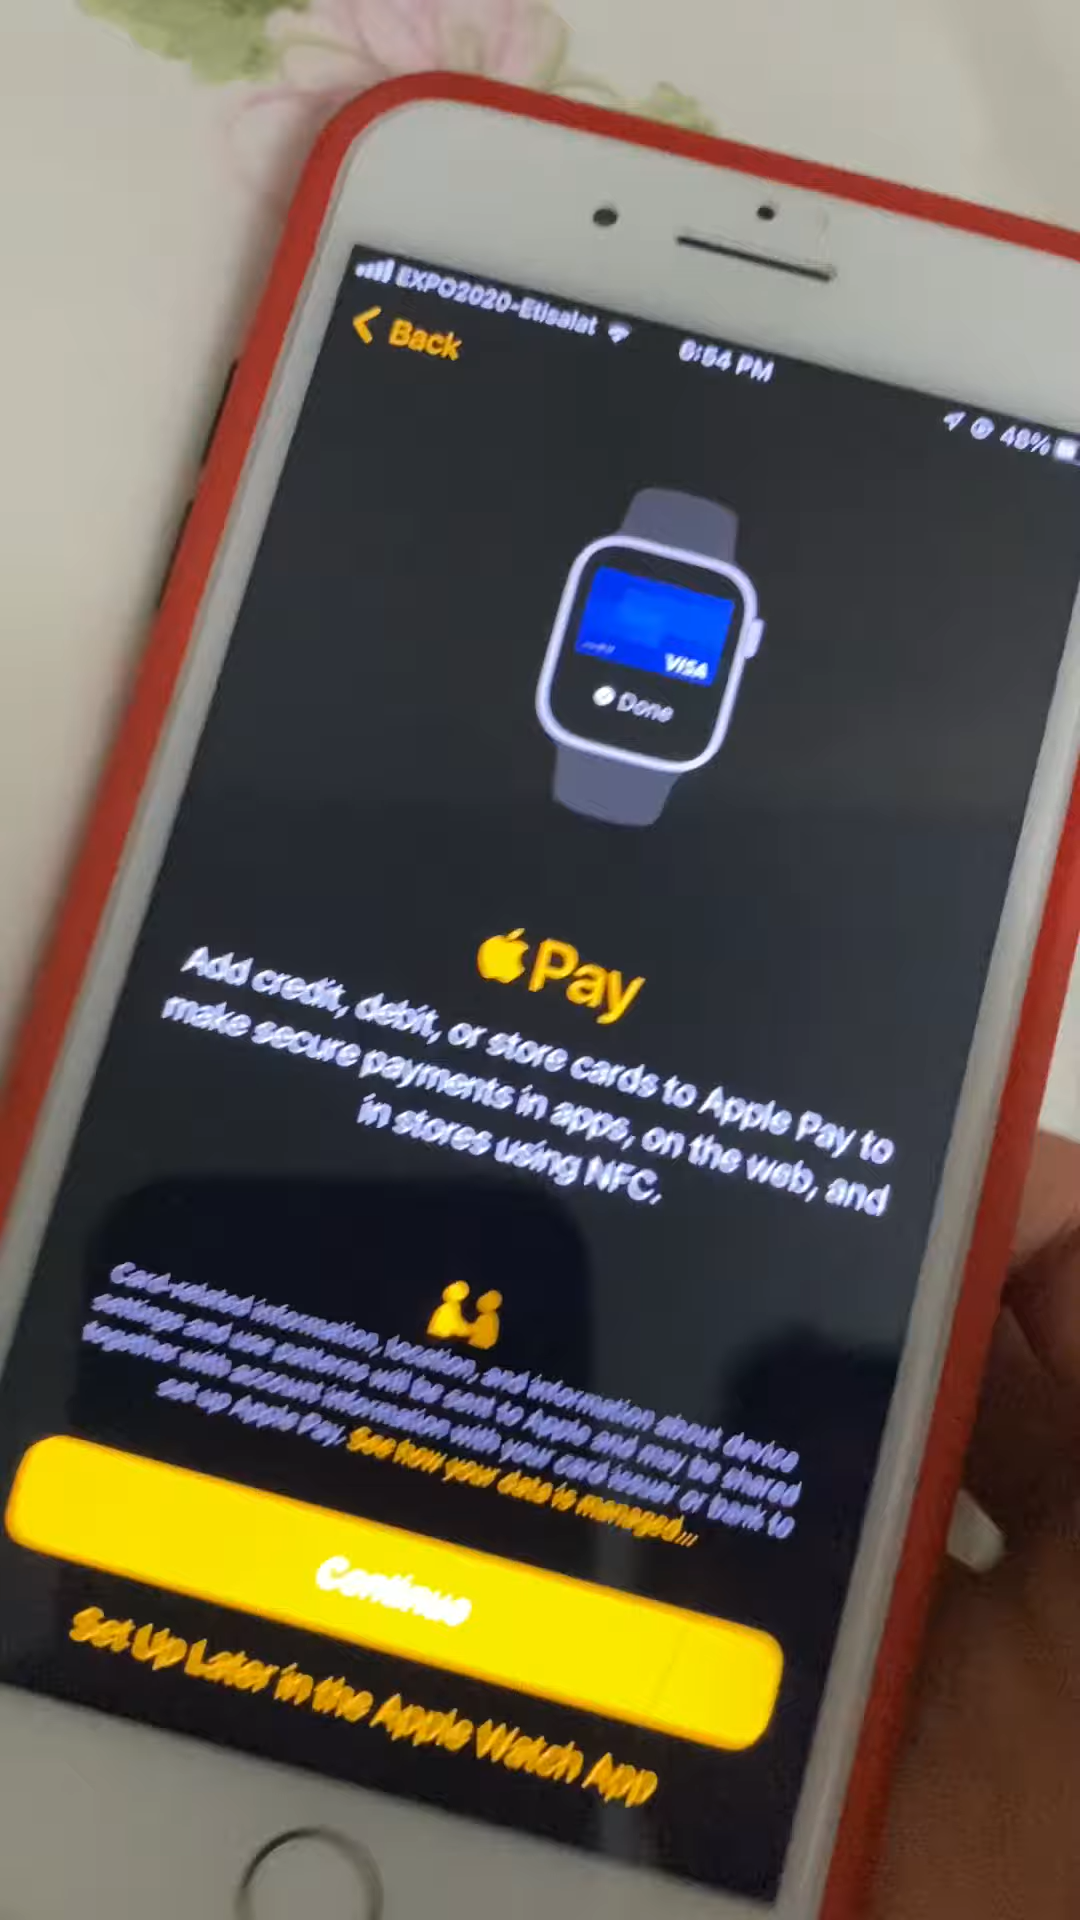 EXPO2020-Etisalat
6:54 PM
48%
Back
VISA
Done
Pay
Add credit, debit, or store cards to Apple Pay to
make secure payments in apps, on the web, and
in stores using NFC.
Card-related information, location, and information about device
settings and use patterns will be sent to Apple and may be shared
together with account information with your card issuer or bank to
set up Apple Pay. See how your data is managed...
Continue
Set Up Later in the Apple Watch App